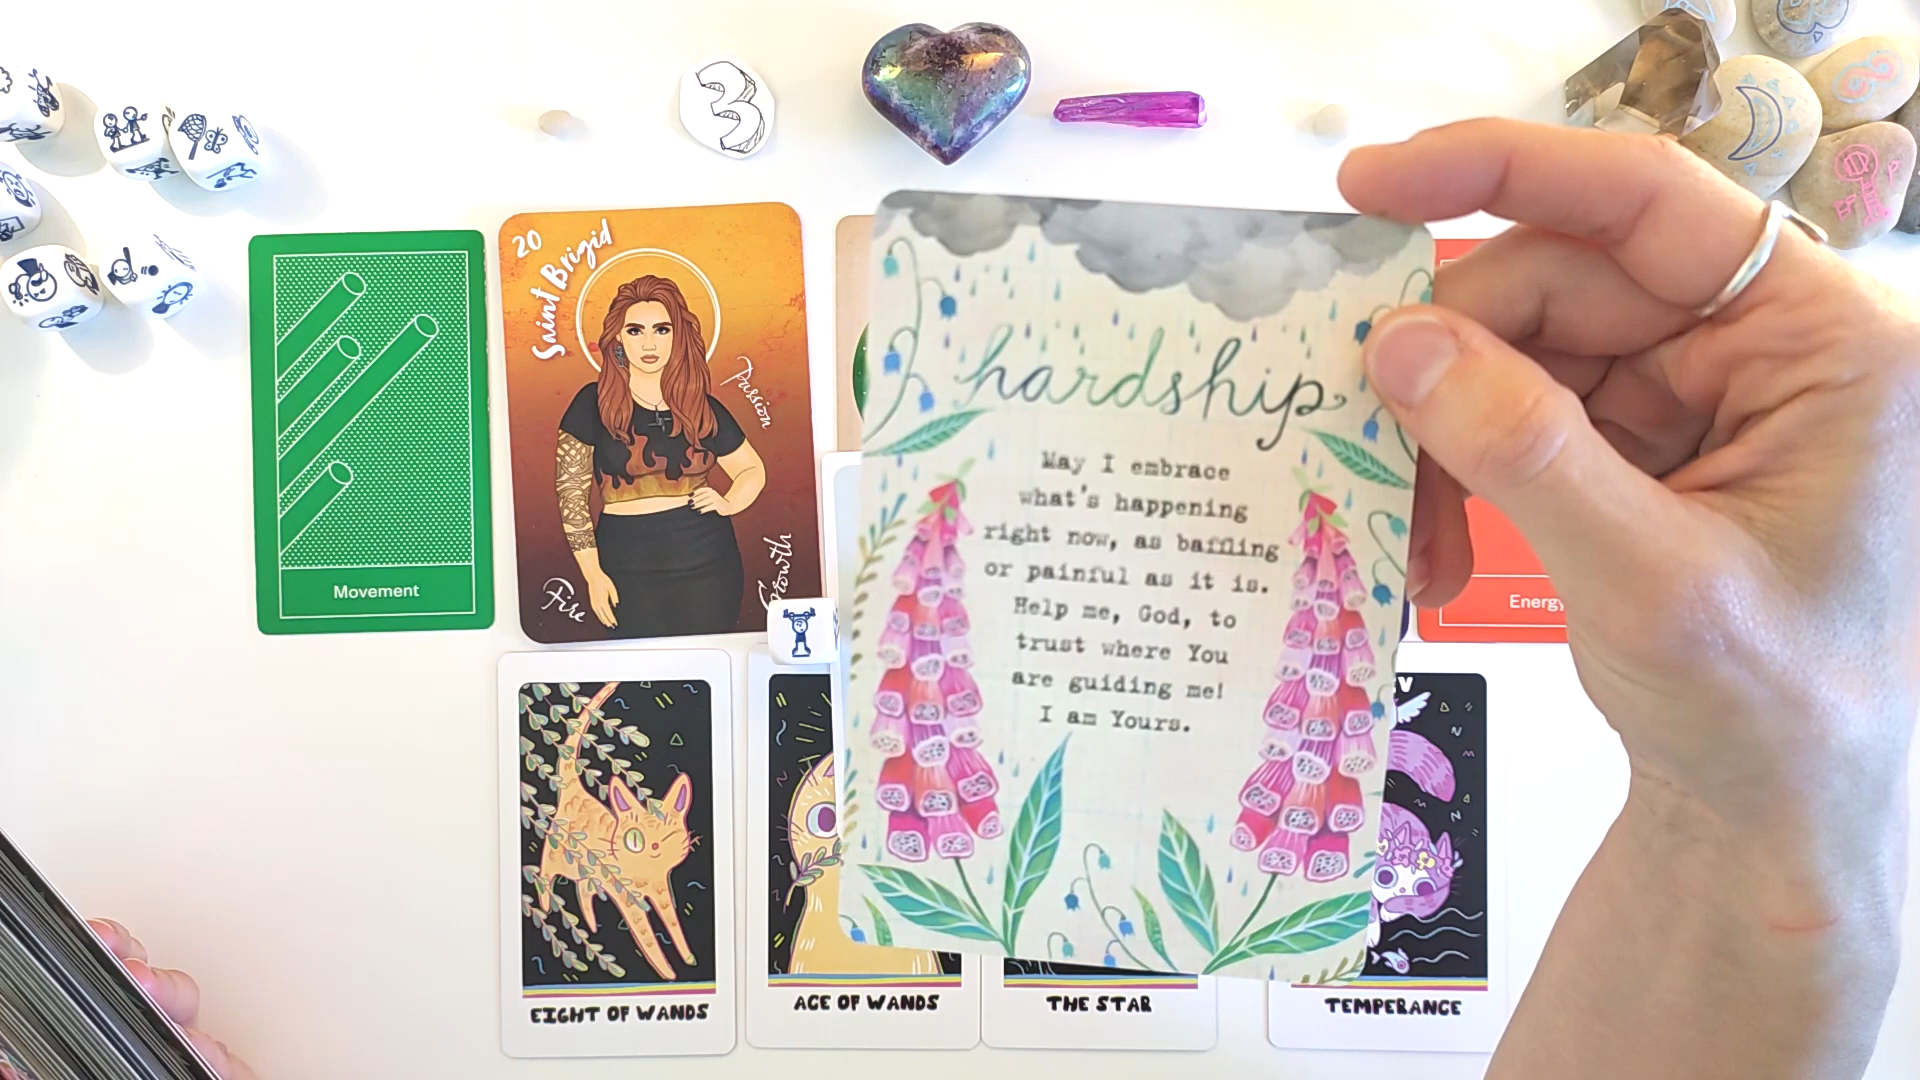 3
20
Saint Brigid
Passion
Growth
Fire
Movement
hardship
May I embrace
what's happening
right now, as baffling
or painful as it is.
Help me, God, to
trust where You
are guiding me!
I am Yours.
Energy
EIGHT OF WANDS
ACE OF WANDS
THE STAR
TEMPERANCE